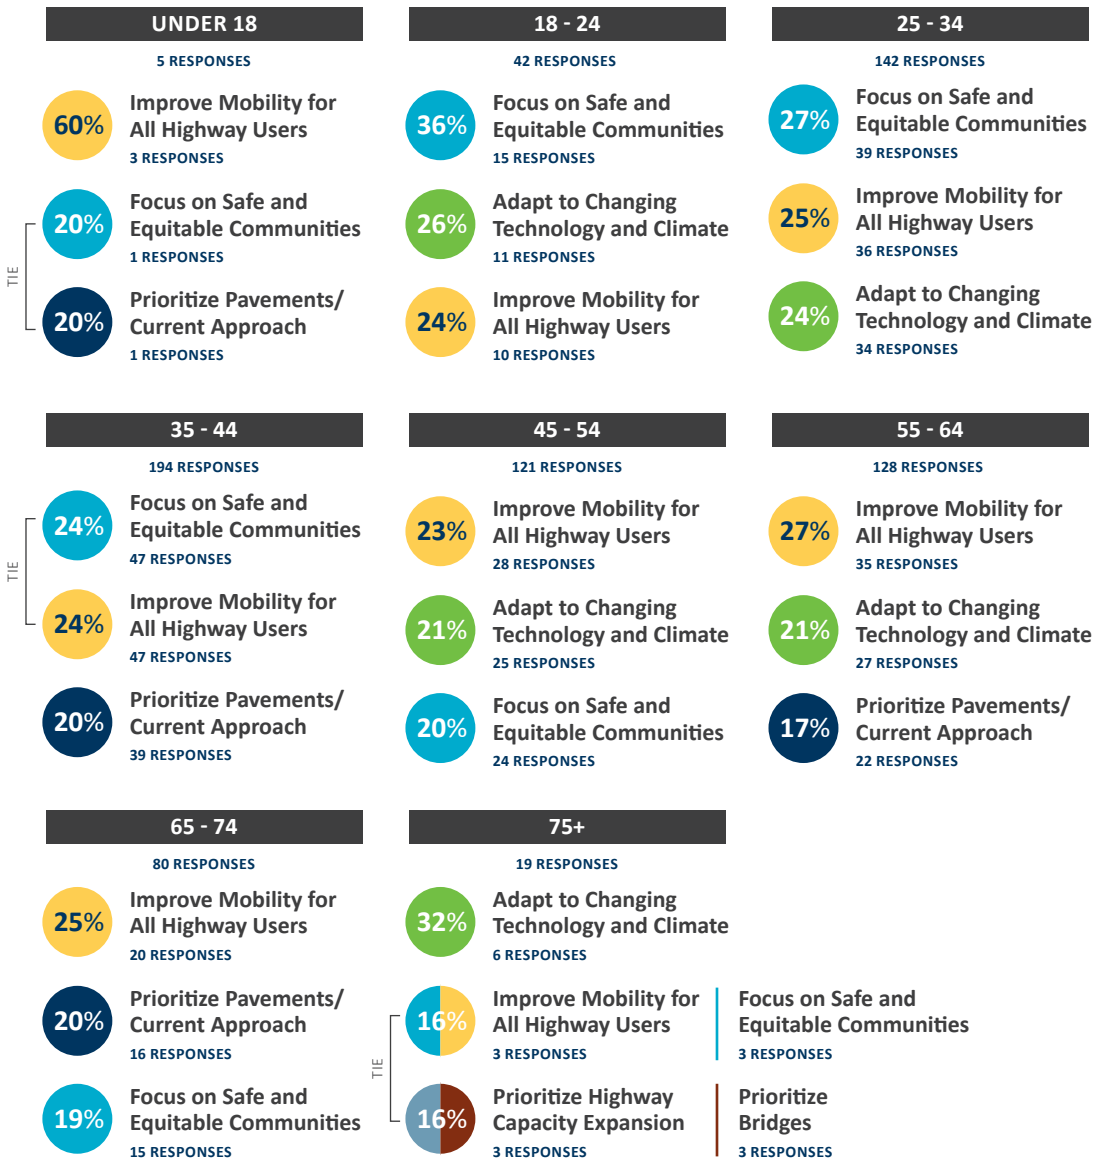 UNDER 18
5 RESPONSES
60%
Improve Mobility for
All Highway Users
3 RESPONSES
TIE
20%
Focus on Safe and
Equitable Communities
1 RESPONSES
20%
Prioritize Pavements/
Current Approach
1 RESPONSES
18 - 24
42 RESPONSES
36%
Focus on Safe and
Equitable Communities
15 RESPONSES
26%
Adapt to Changing
Technology and Climate
11 RESPONSES
24%
Improve Mobility for
All Highway Users
10 RESPONSES
25 - 34
142 RESPONSES
27%
Focus on Safe and
Equitable Communities
39 RESPONSES
25%
Improve Mobility for
All Highway Users
36 RESPONSES
24%
Adapt to Changing
Technology and Climate
34 RESPONSES
35 - 44
194 RESPONSES
TIE
24%
Focus on Safe and
Equitable Communities
47 RESPONSES
24%
Improve Mobility for
All Highway Users
47 RESPONSES
20%
Prioritize Pavements/
Current Approach
39 RESPONSES
45 - 54
121 RESPONSES
23%
Improve Mobility for
All Highway Users
28 RESPONSES
21%
Adapt to Changing
Technology and Climate
25 RESPONSES
20%
Focus on Safe and
Equitable Communities
24 RESPONSES
55 - 64
128 RESPONSES
27%
Improve Mobility for
All Highway Users
35 RESPONSES
21%
Adapt to Changing
Technology and Climate
27 RESPONSES
17%
Prioritize Pavements/
Current Approach
22 RESPONSES
65 - 74
80 RESPONSES
25%
Improve Mobility for
All Highway Users
20 RESPONSES
20%
Prioritize Pavements/
Current Approach
16 RESPONSES
19%
Focus on Safe and
Equitable Communities
15 RESPONSES
75+
19 RESPONSES
32%
Adapt to Changing
Technology and Climate
6 RESPONSES
TIE
16%
Improve Mobility for
All Highway Users
3 RESPONSES
Focus on Safe and
Equitable Communities
3 RESPONSES
16%
Prioritize Highway
Capacity Expansion
3 RESPONSES
Prioritize
Bridges
3 RESPONSES